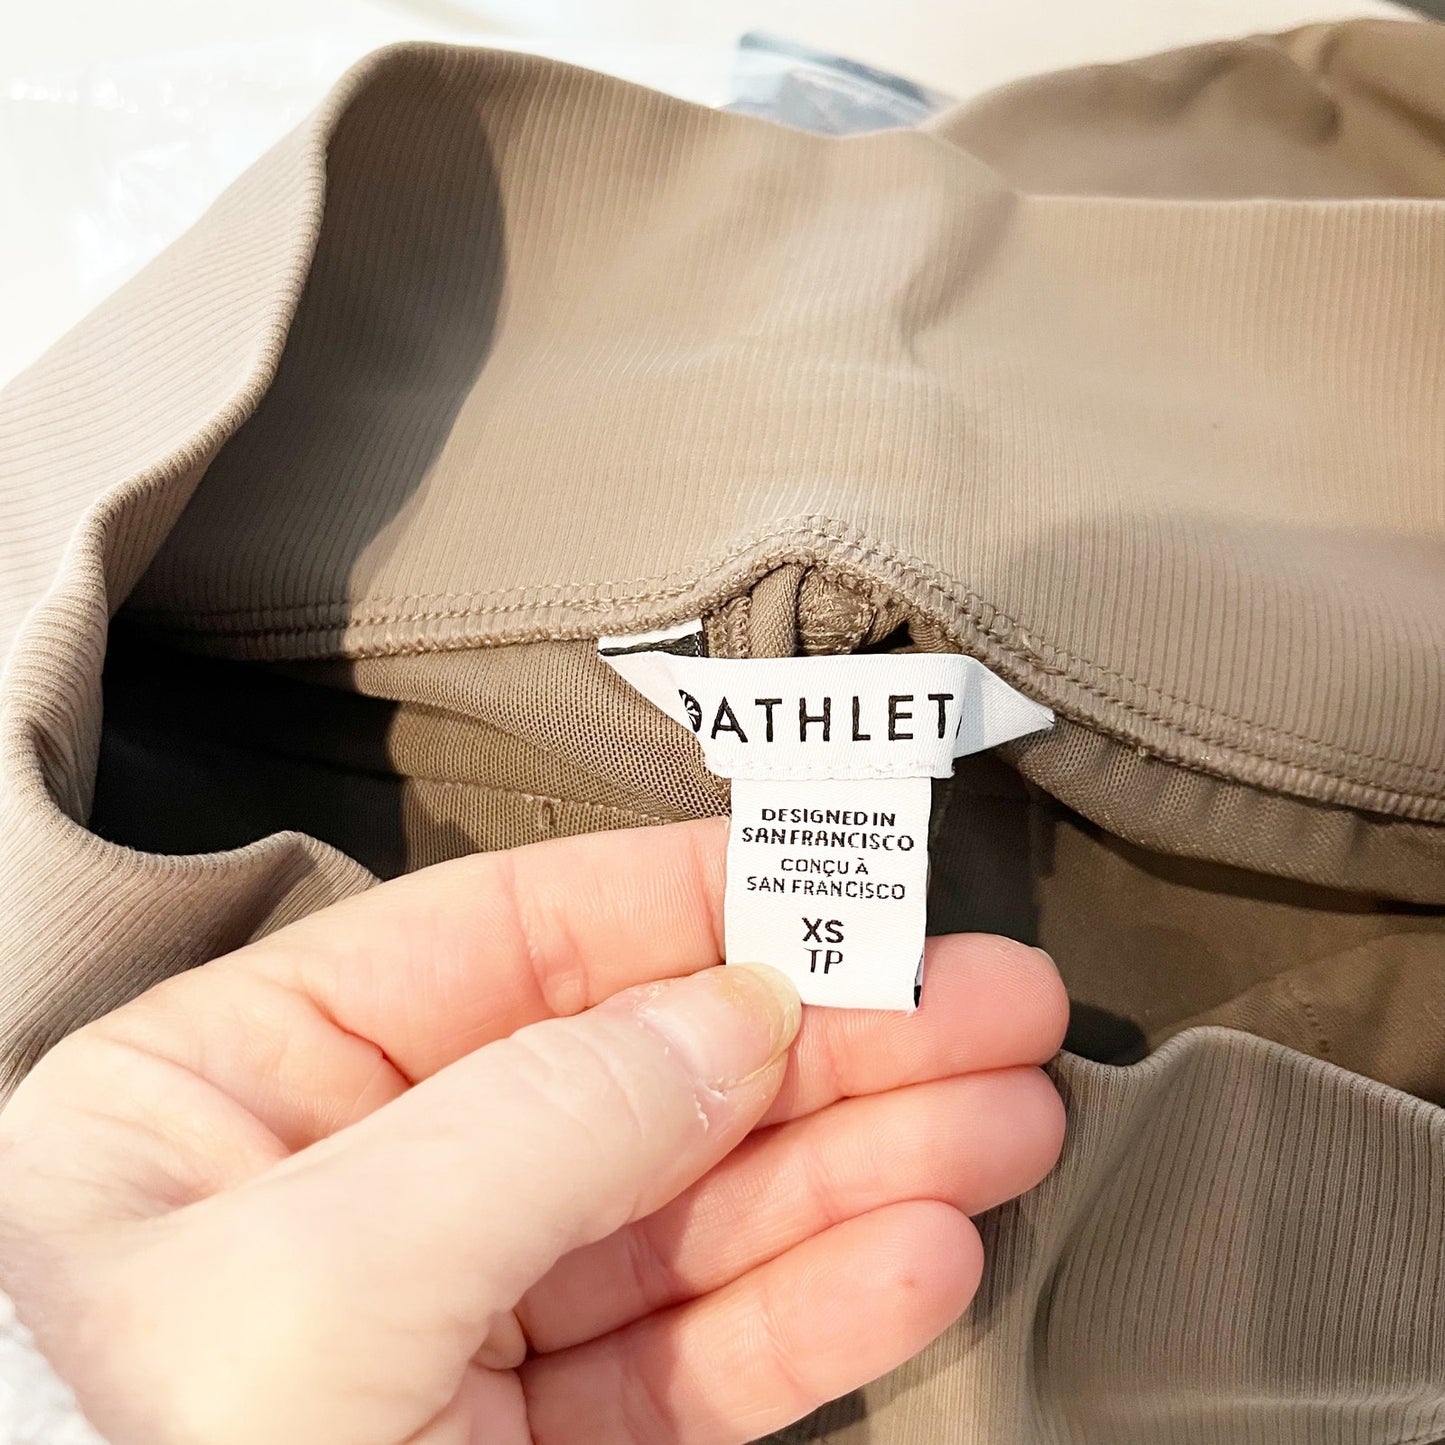 ATHLET
DESIGNED IN
SAN FRANCISCO
CONÇU À
SAN FRANCISCO
XS
TP